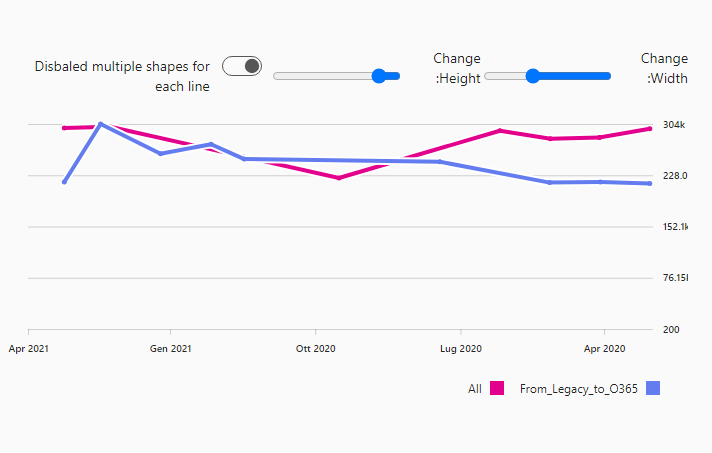 Disbaled multiple shapes for
each line
Change
:Height
Change
:Width
304k
228.0
152.1k
76.15
200
Apr 2021
Gen 2021
Ott 2020
Lug 2020
Apr 2020
All
From_Legacy_to_O365